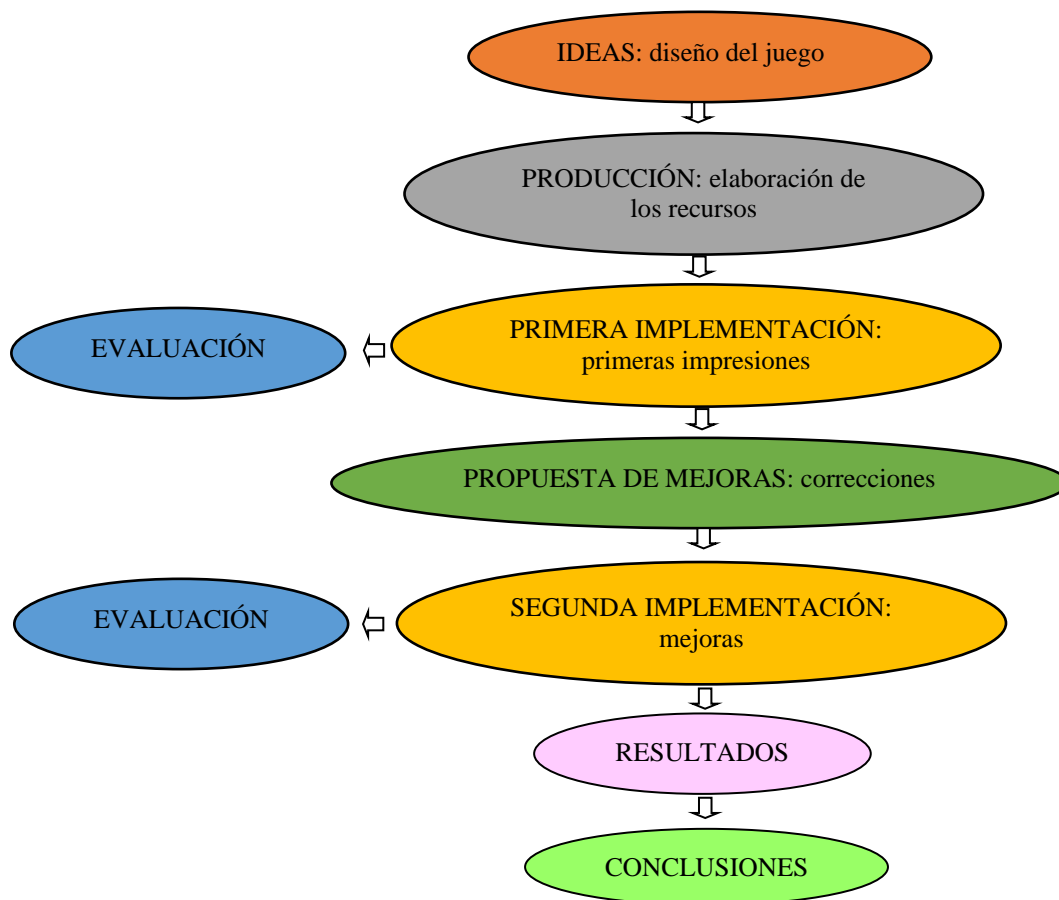 IDEAS: diseño del juego
PRODUCCIÓN: elaboración de
los recursos
EVALUACIÓN
PRIMERA IMPLEMENTACIÓN:
primeras impresiones
PROPUESTA DE MEJORAS: correcciones
EVALUACIÓN
SEGUNDA IMPLEMENTACIÓN:
mejoras
RESULTADOS
CONCLUSIONES